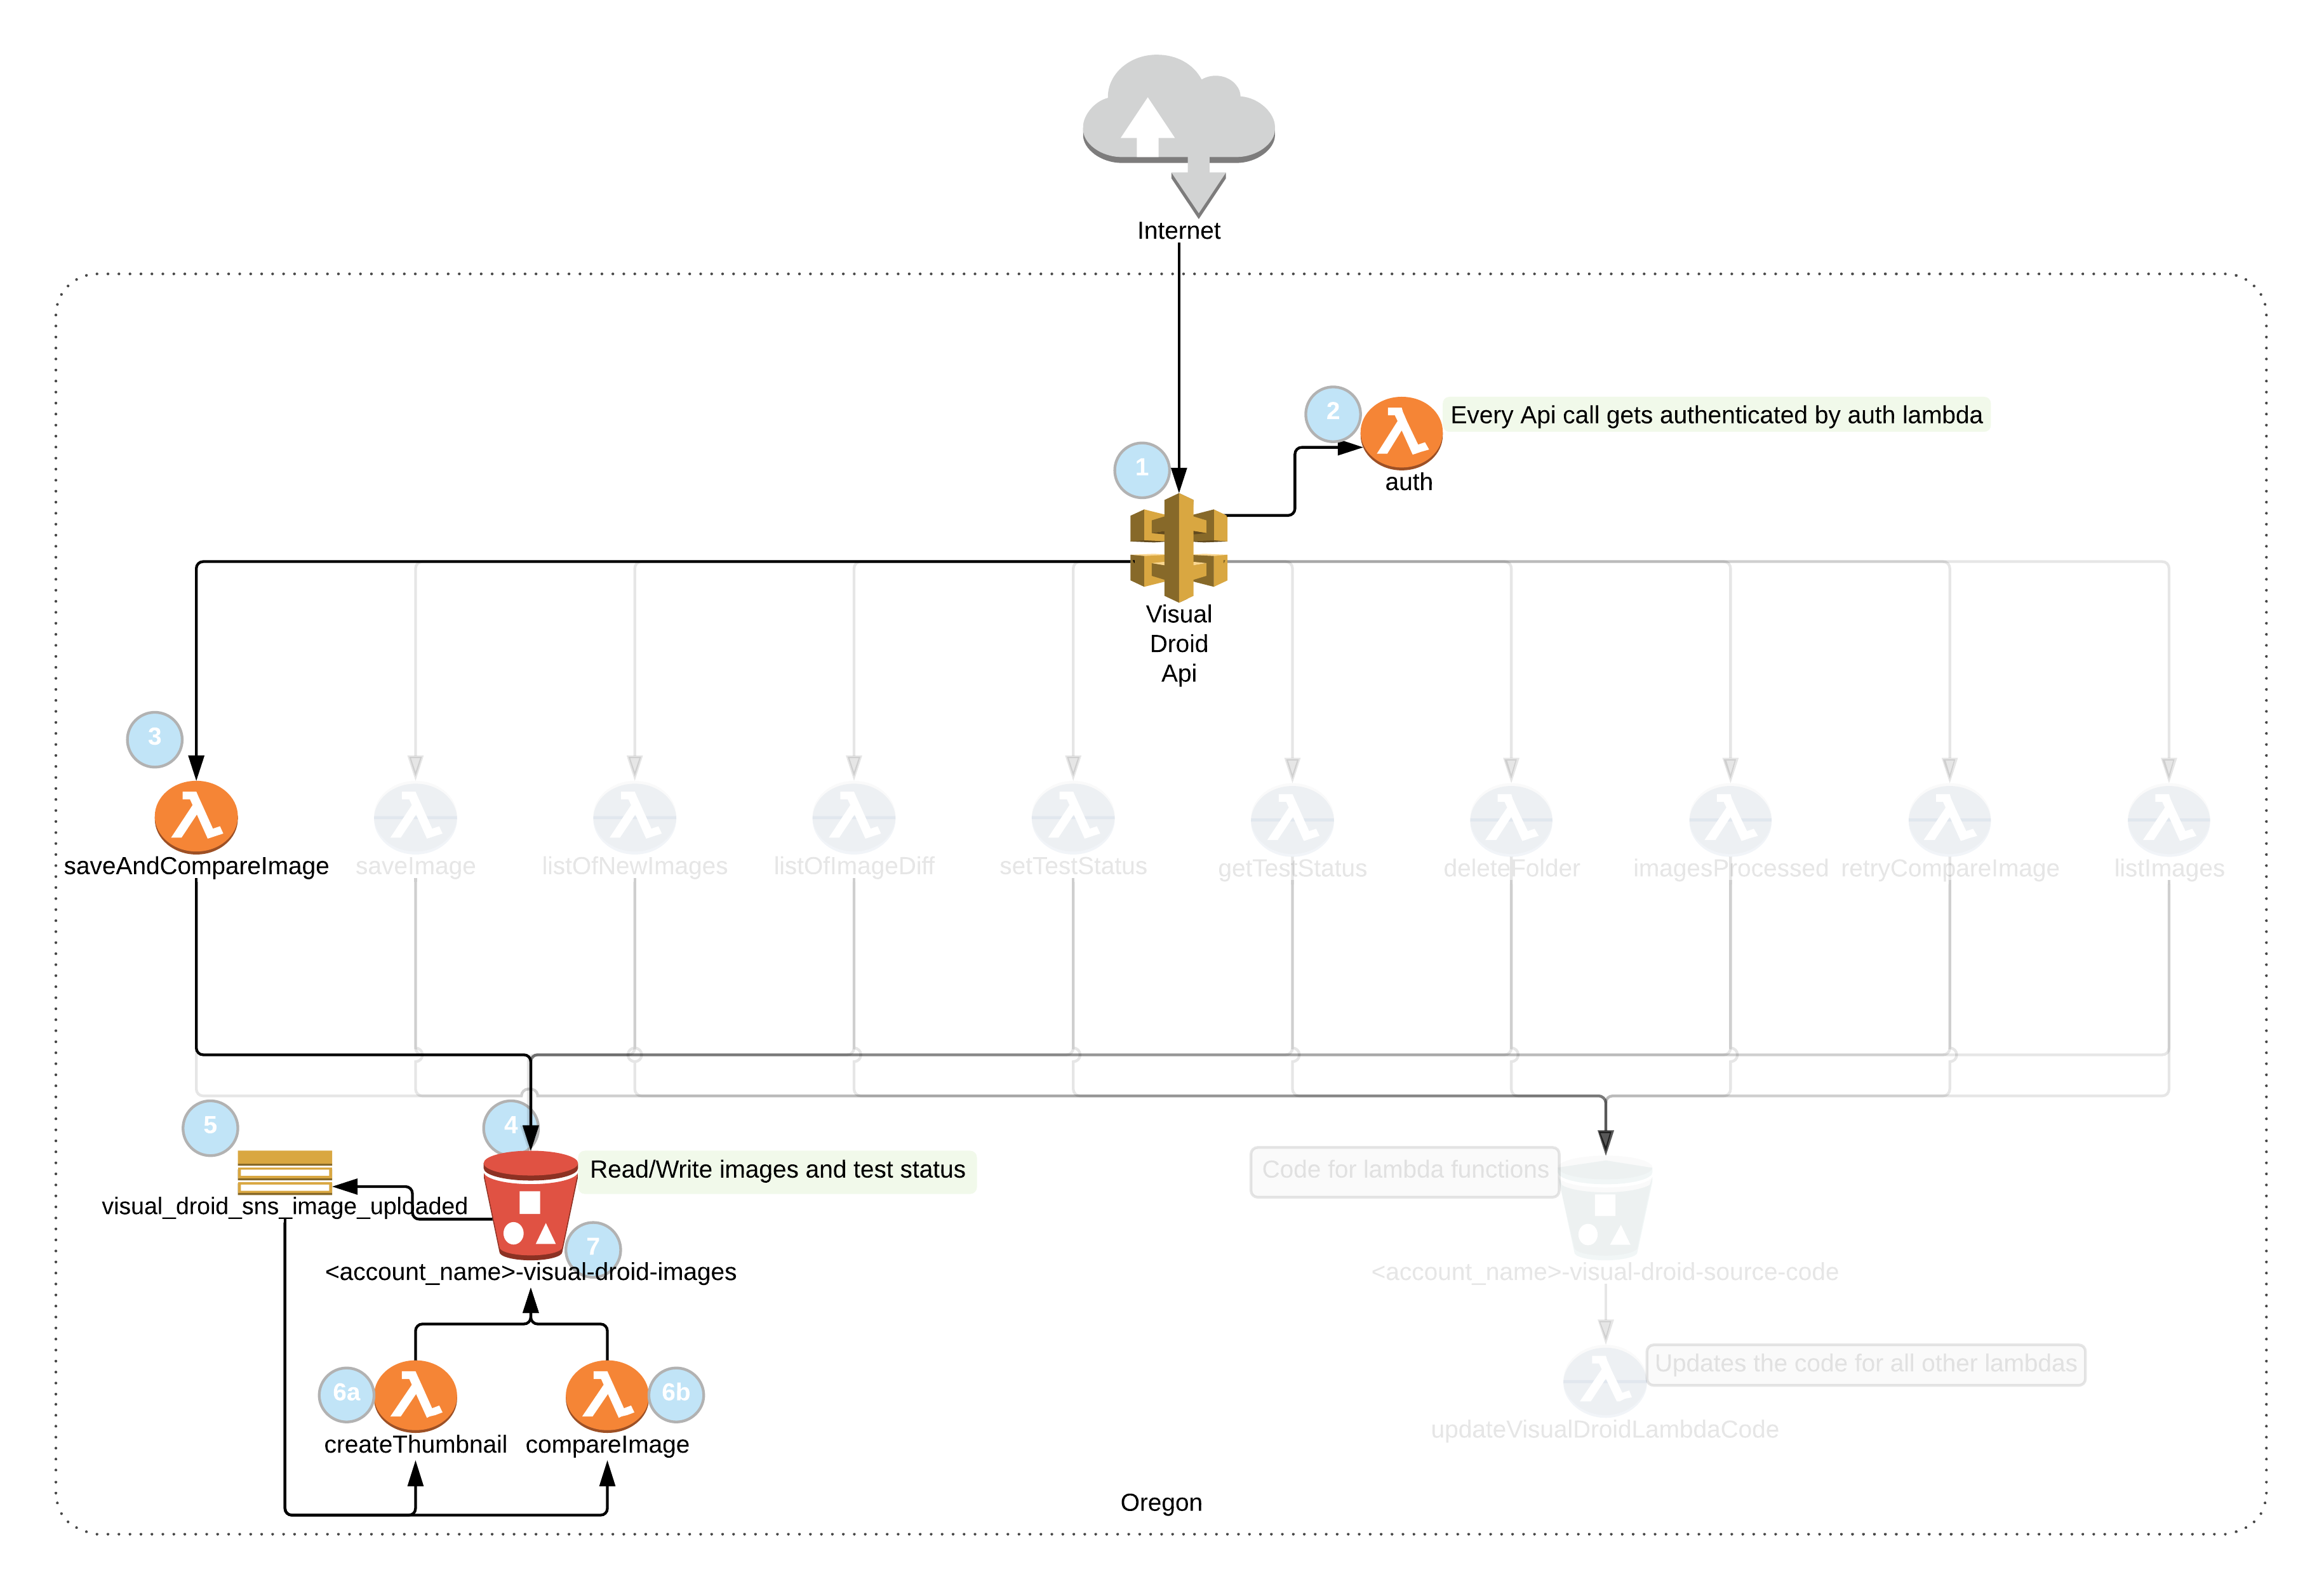 Internet
2
Every Api call gets authenticated by auth lambda
1
auth
Visual
Droid
Api
3
saveAndCompareImage
saveImage
listOfNewImages
listOfImageDiff
setTestStatus
getTestStatus
deleteFolder
imagesProcessed
retryCompareImage
listImages
5
4
Read/Write images and test status
Code for lambda functions
visual_droid_sns_image_uploaded
7
<account_name>-visual-droid-images
<account_name>-visual-droid-source-code
6a
6b
Updates the code for all other lambdas
createThumbnail
compareImage
updateVisualDroidLambdaCode
Oregon